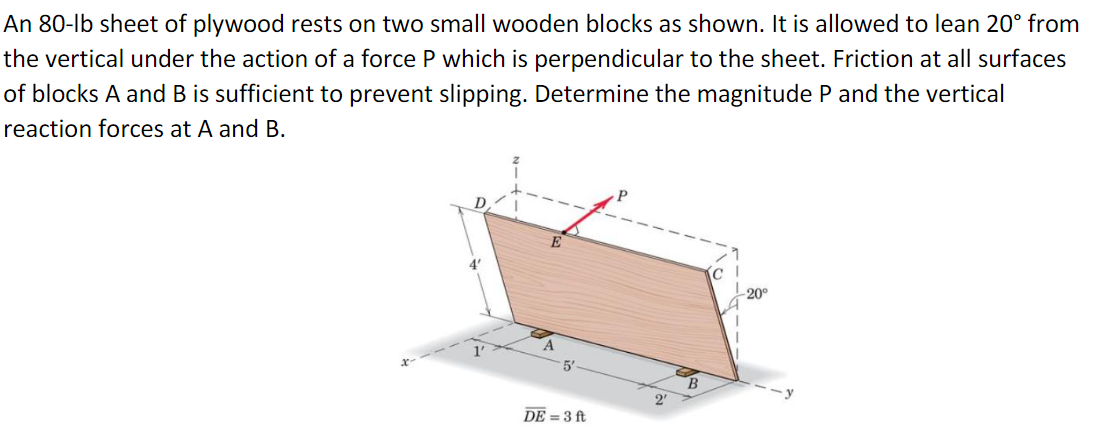 An 80-lb sheet of plywood rests on two small wooden blocks as shown. It is allowed to lean 20° from
the vertical under the action of a force P which is perpendicular to the sheet. Friction at all surfaces
of blocks A and B is sufficient to prevent slipping. Determine the magnitude P and the vertical
reaction forces at A and B.
z
P
D
E
4'
C
20°
A
1'
x
5'
B
y
2'
DE = 3 ft